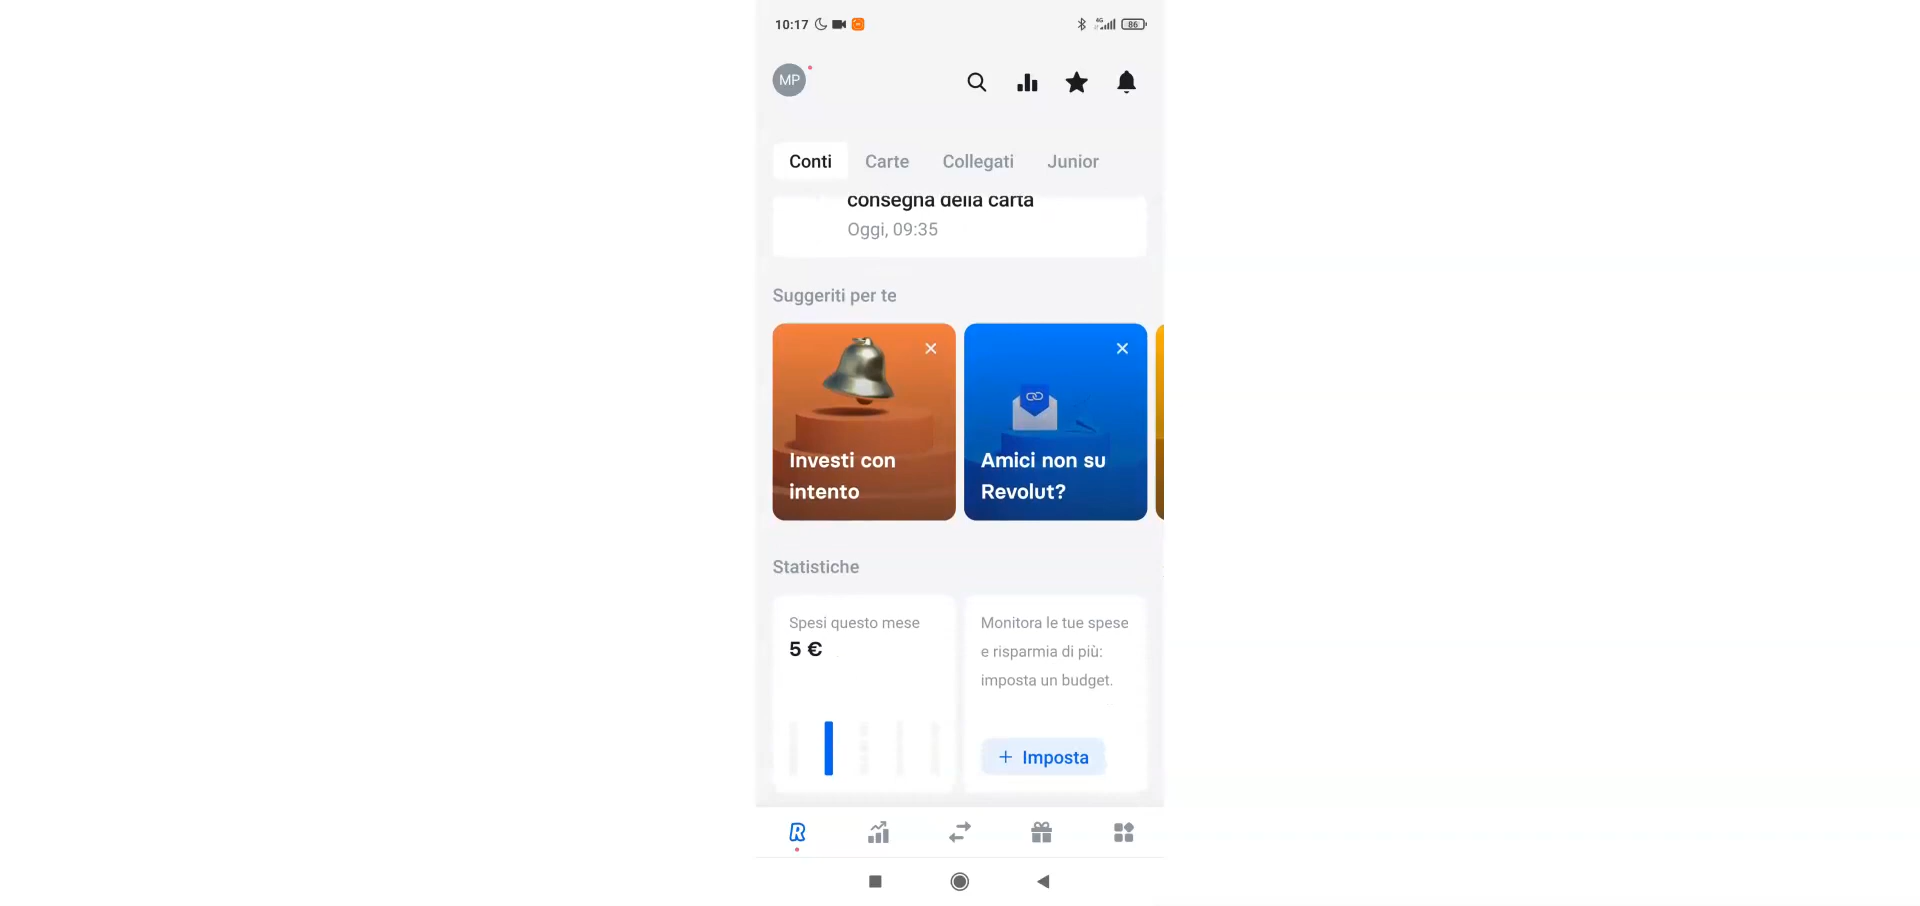 10:17
4G
86
MP
Conti Carte Collegati Junior
consegna della carta
Oggi, 09:35
Suggeriti per te
Investi con
intento
Amici non su
Revolut?
Statistiche
Spesi questo mese
5 €
Monitora le tue spese
e risparmia di più:
imposta un budget.
+ Imposta
R